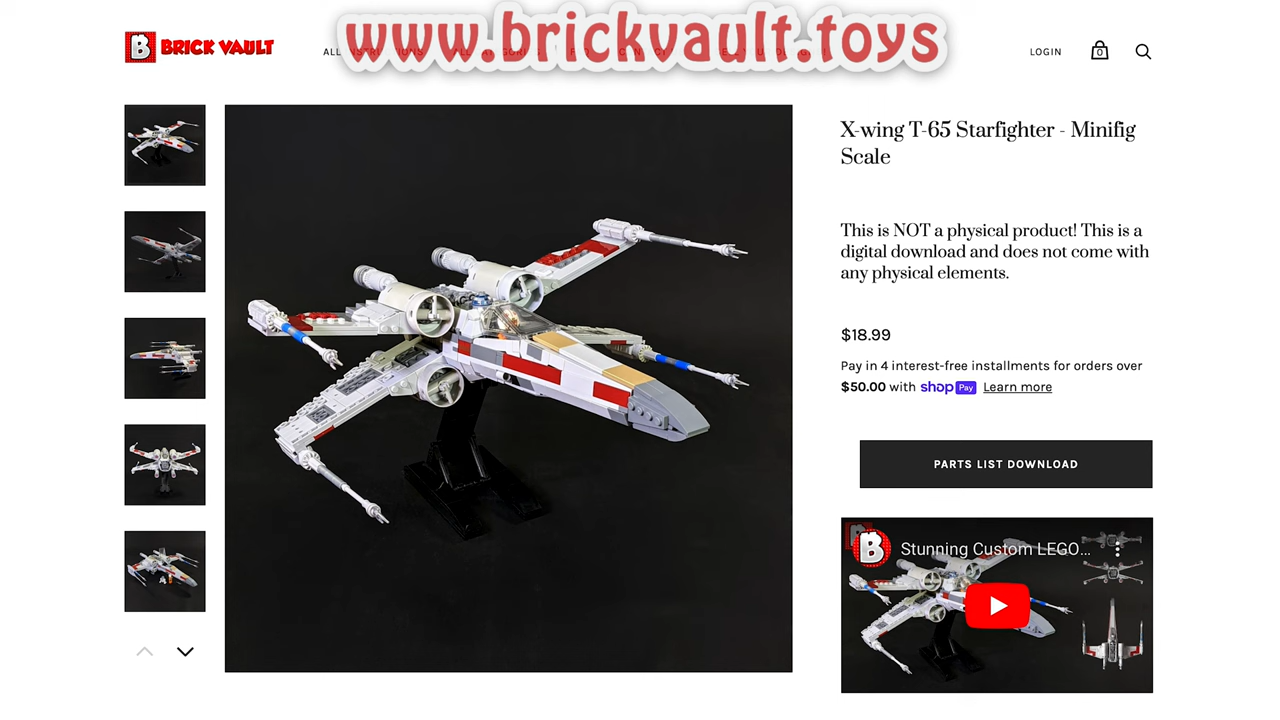 www.brickvault.toys
B BRICK VAULT
LOGIN
0
X-wing T-65 Starfighter - Minifig
Scale
This is NOT a physical product! This is a
digital download and does not come with
any physical elements.
$18.99
Pay in 4 interest-free installments for orders over
$50.00 with shop Pay Learn more
PARTS LIST DOWNLOAD
B Stunning Custom LEGO...